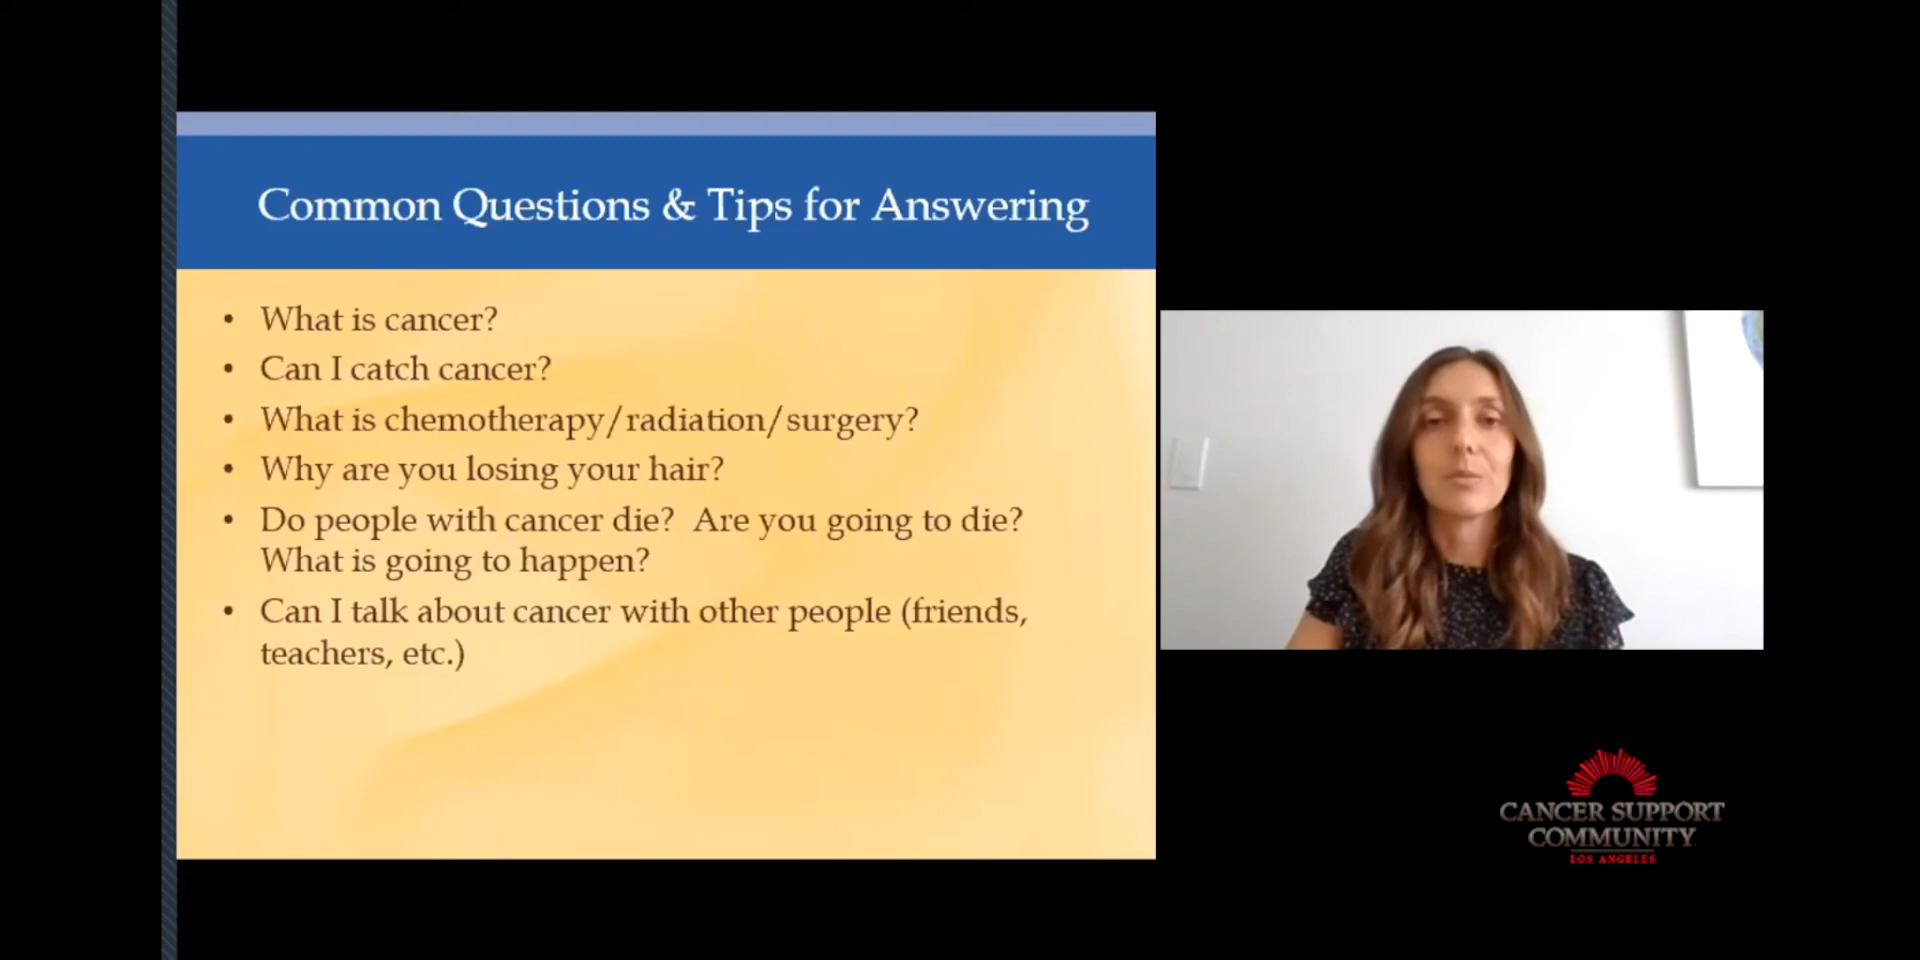 Common Questions & Tips for Answering
• What is cancer?
• Can I catch cancer?
• What is chemotherapy/radiation/surgery?
• Why are you losing your hair?
• Do people with cancer die?  Are you going to die?
What is going to happen?
• Can I talk about cancer with other people (friends,
teachers, etc.)
CANCER SUPPORT
COMMUNITY
LOS ANGELES